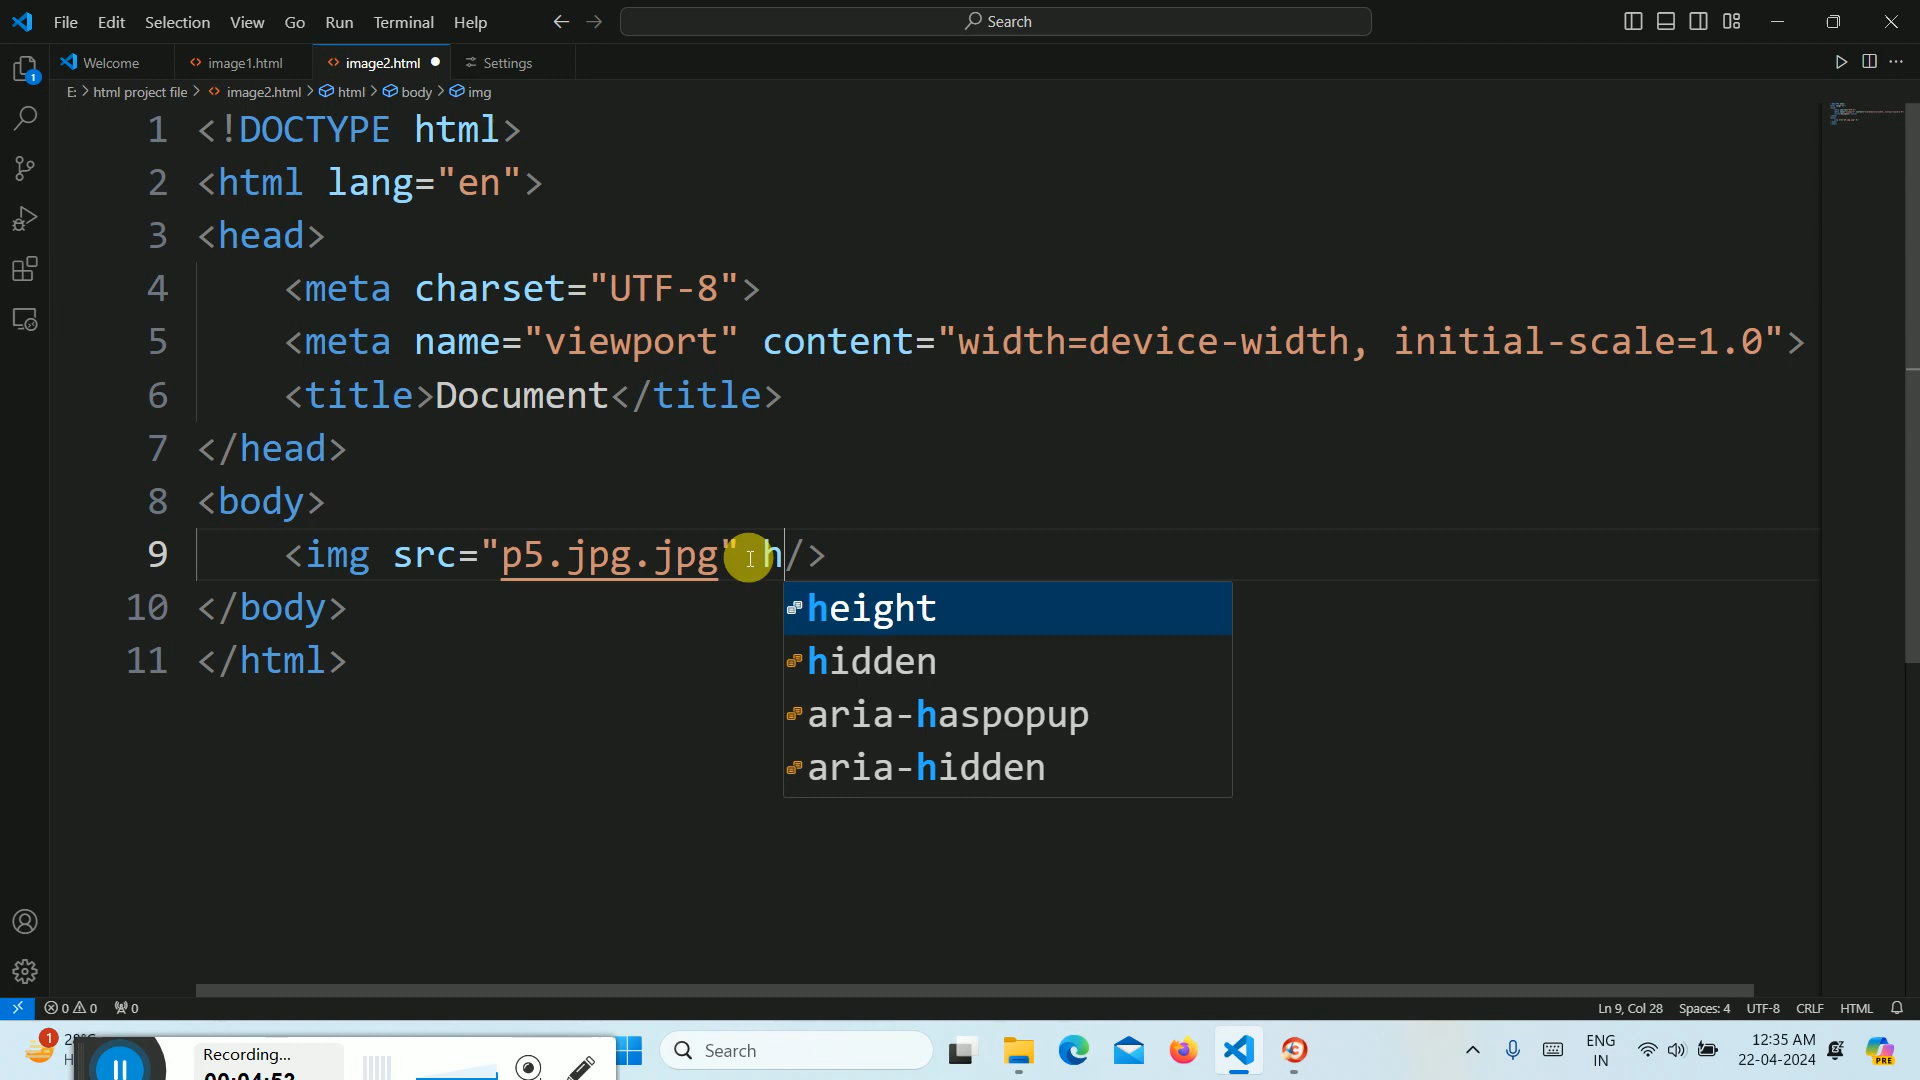 File Edit Selection View Go Run Terminal Help Search
Welcome image1.html image2.html Settings
E: > html project file > image2.html > html > body > img
1 <!DOCTYPE html>
2 <html lang="en">
3 <head>
4 <meta charset="UTF-8">
5 <meta name="viewport" content="width=device-width, initial-scale=1.0">
6 <title>Document</title>
7 </head>
8 <body>
9 <img src="p5.jpg.jpg" h/>
height
10 </body>
hidden
11 </html>
aria-haspopup
aria-hidden
0 0 0 Ln 9, Col 28 Spaces: 4 UTF-8 CRLF HTML
1
Recording...
Search
ENG
IN
12:35 AM
22-04-2024
PRE